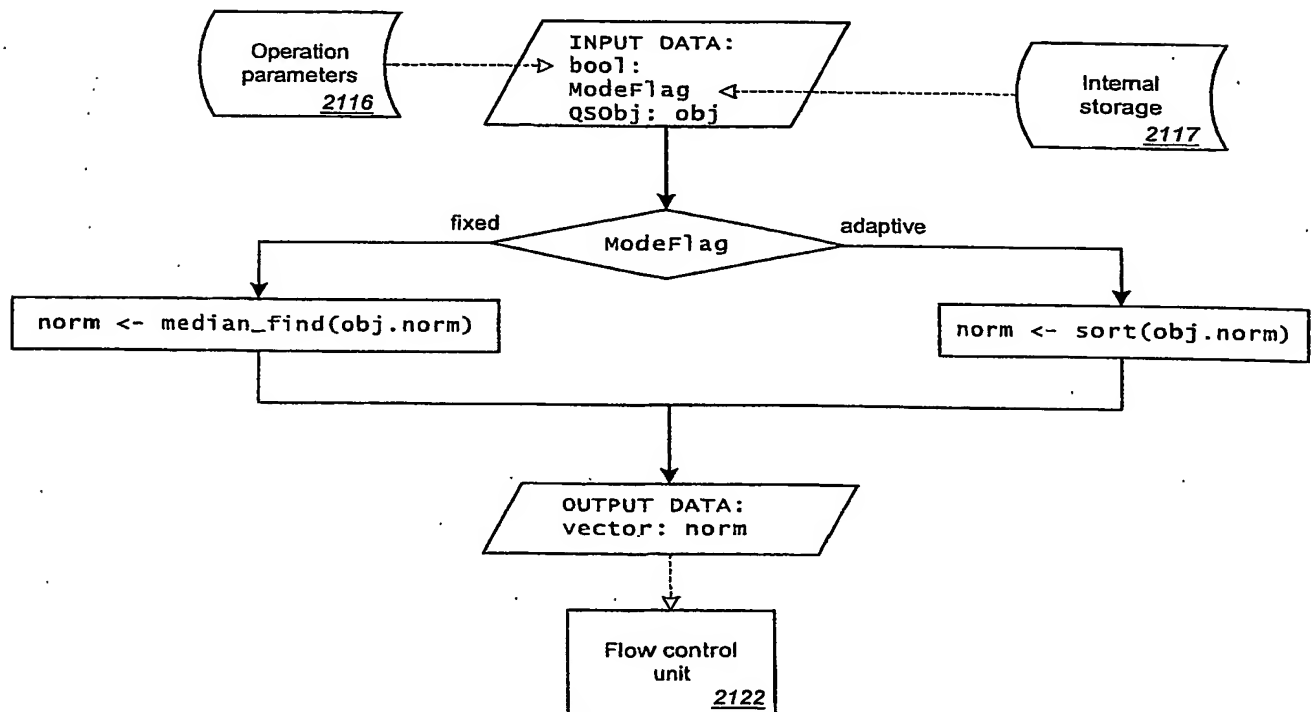 Operation
parameters
2116
INPUT DATA:
bool:
ModeFlag
QSObj: obj
Internal
storage
2117
fixed
ModeFlag
adaptive
norm <- median_find(obj.norm)
norm <- sort(obj.norm)
OUTPUT DATA:
vector: norm
Flow control
unit
2122